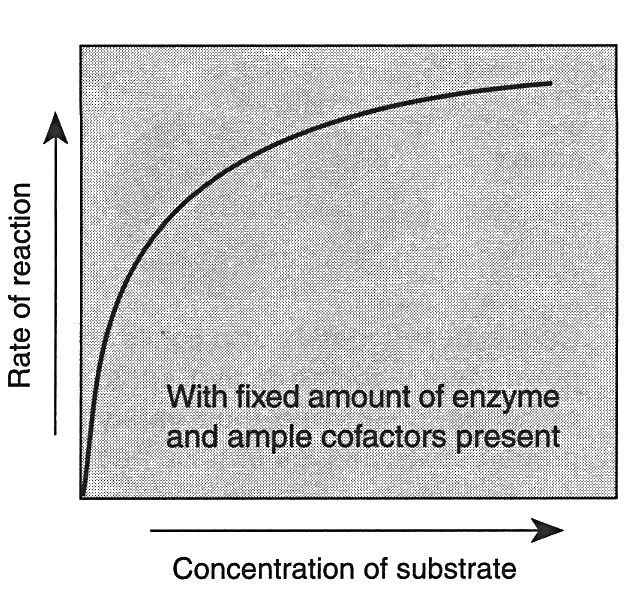 Rate of reaction
With fixed amount of enzyme
and ample cofactors present
Concentration of substrate